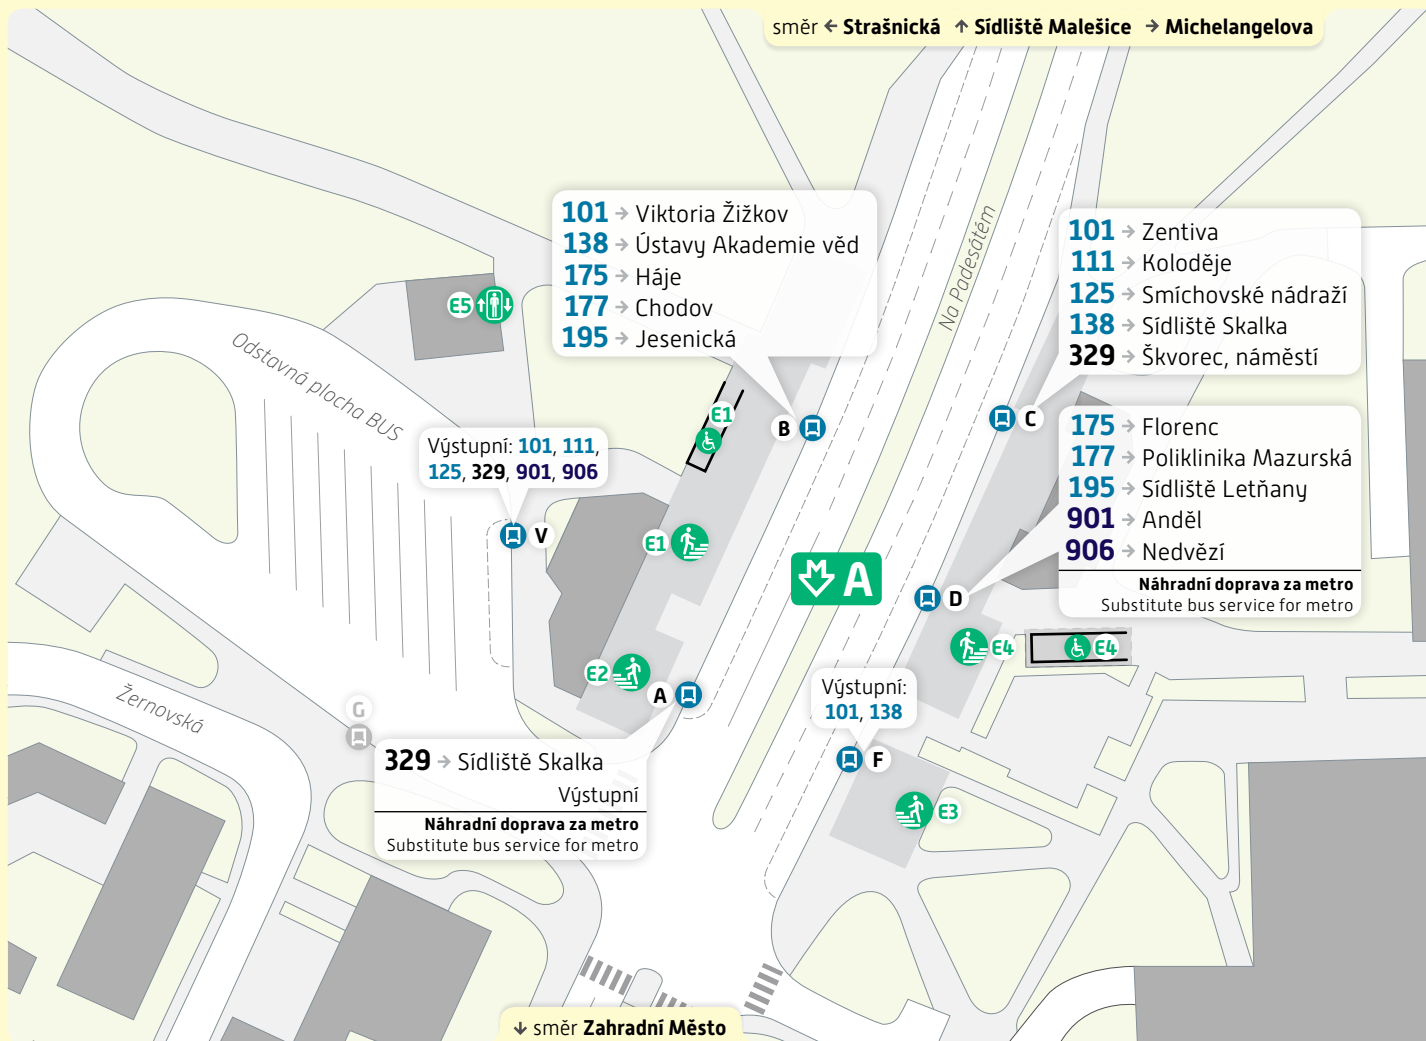 směr ← Strašnická ↑ Sídliště Malešice → Michelangelova
101 → Viktoria Žižkov
138 → Ústavy Akademie věd
175 → Háje
177 → Chodov
195 → Jesenická
101 → Zentiva
111 → Koloděje
125 → Smíchovské nádraží
138 → Sídliště Skalka
329 → Škvorec, náměstí
Na Padesátém
E5
Odstavná plocha BUS
E1
B
C
175 → Florenc
177 → Poliklinika Mazurská
195 → Sídliště Letňany
901 → Anděl
906 → Nedvězí
Náhradní doprava za metro
Substitute bus service for metro
Výstupní: 101, 111,
125, 329, 901, 906
V
E1
M A
D
E4
E4
E2
A
Žernovská
G
Výstupní:
101, 138
F
329 → Sídliště Skalka
Výstupní
Náhradní doprava za metro
Substitute bus service for metro
E3
↓ směr Zahradní Město